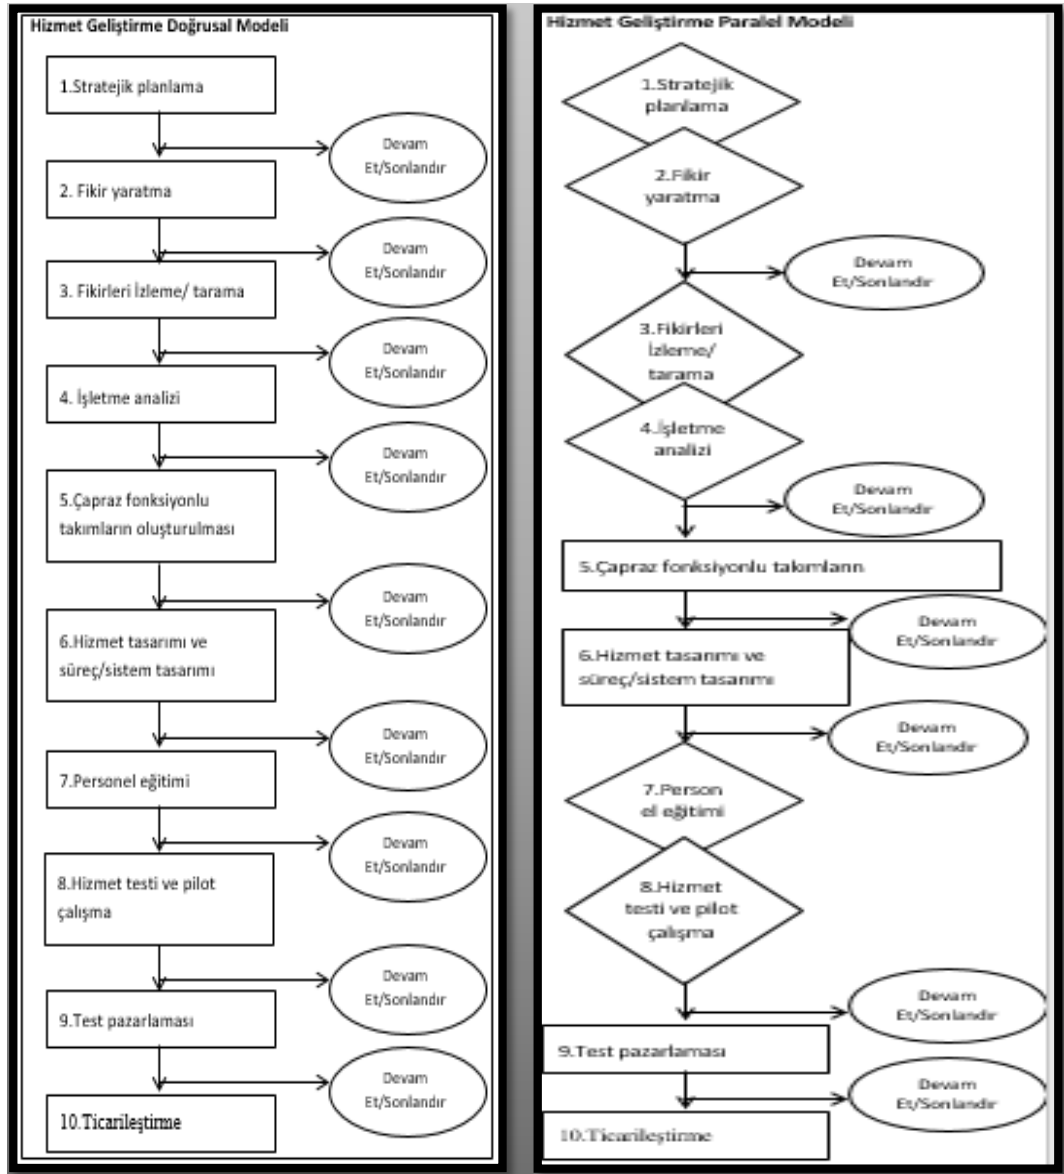 Hizmet Geliştirme Doğrusal Modeli
1.Stratejik planlama
Devam
Et/Sonlandır
2. Fikir yaratma
Devam
Et/Sonlandır
3. Fikirleri İzleme/ tarama
Devam
Et/Sonlandır
4. İşletme analizi
Devam
Et/Sonlandır
5.Çapraz fonksiyonlu
takımların oluşturulması
Devam
Et/Sonlandır
6.Hizmet tasarımı ve
süreç/sistem tasarımı
Devam
Et/Sonlandır
7.Personel eğitimi
Devam
Et/Sonlandır
8.Hizmet testi ve pilot
çalışma
Devam
Et/Sonlandır
9.Test pazarlaması
Devam
Et/Sonlandır
10.Ticarileştirme
Hizmet Geliştirme Paralel Modeli
1.Stratejik
planlama
2.Fikir
yaratma
Devam
Et/Sonlandır
3.Fikirleri
İzleme/
tarama
4.İşletme
analizi
Devam
Et/Sonlandır
5.Çapraz fonksiyonlu takımların
Devam
Et/Sonlandır
6.Hizmet tasarımı ve
süreç/sistem tasarımı
Devam
Et/Sonlandır
7.Person
el eğitimi
8.Hizmet
testi ve pilot
çalışma
Devam
Et/Sonlandır
9.Test pazarlaması
Devam
Et/Sonlandır
10.Ticarileştirme